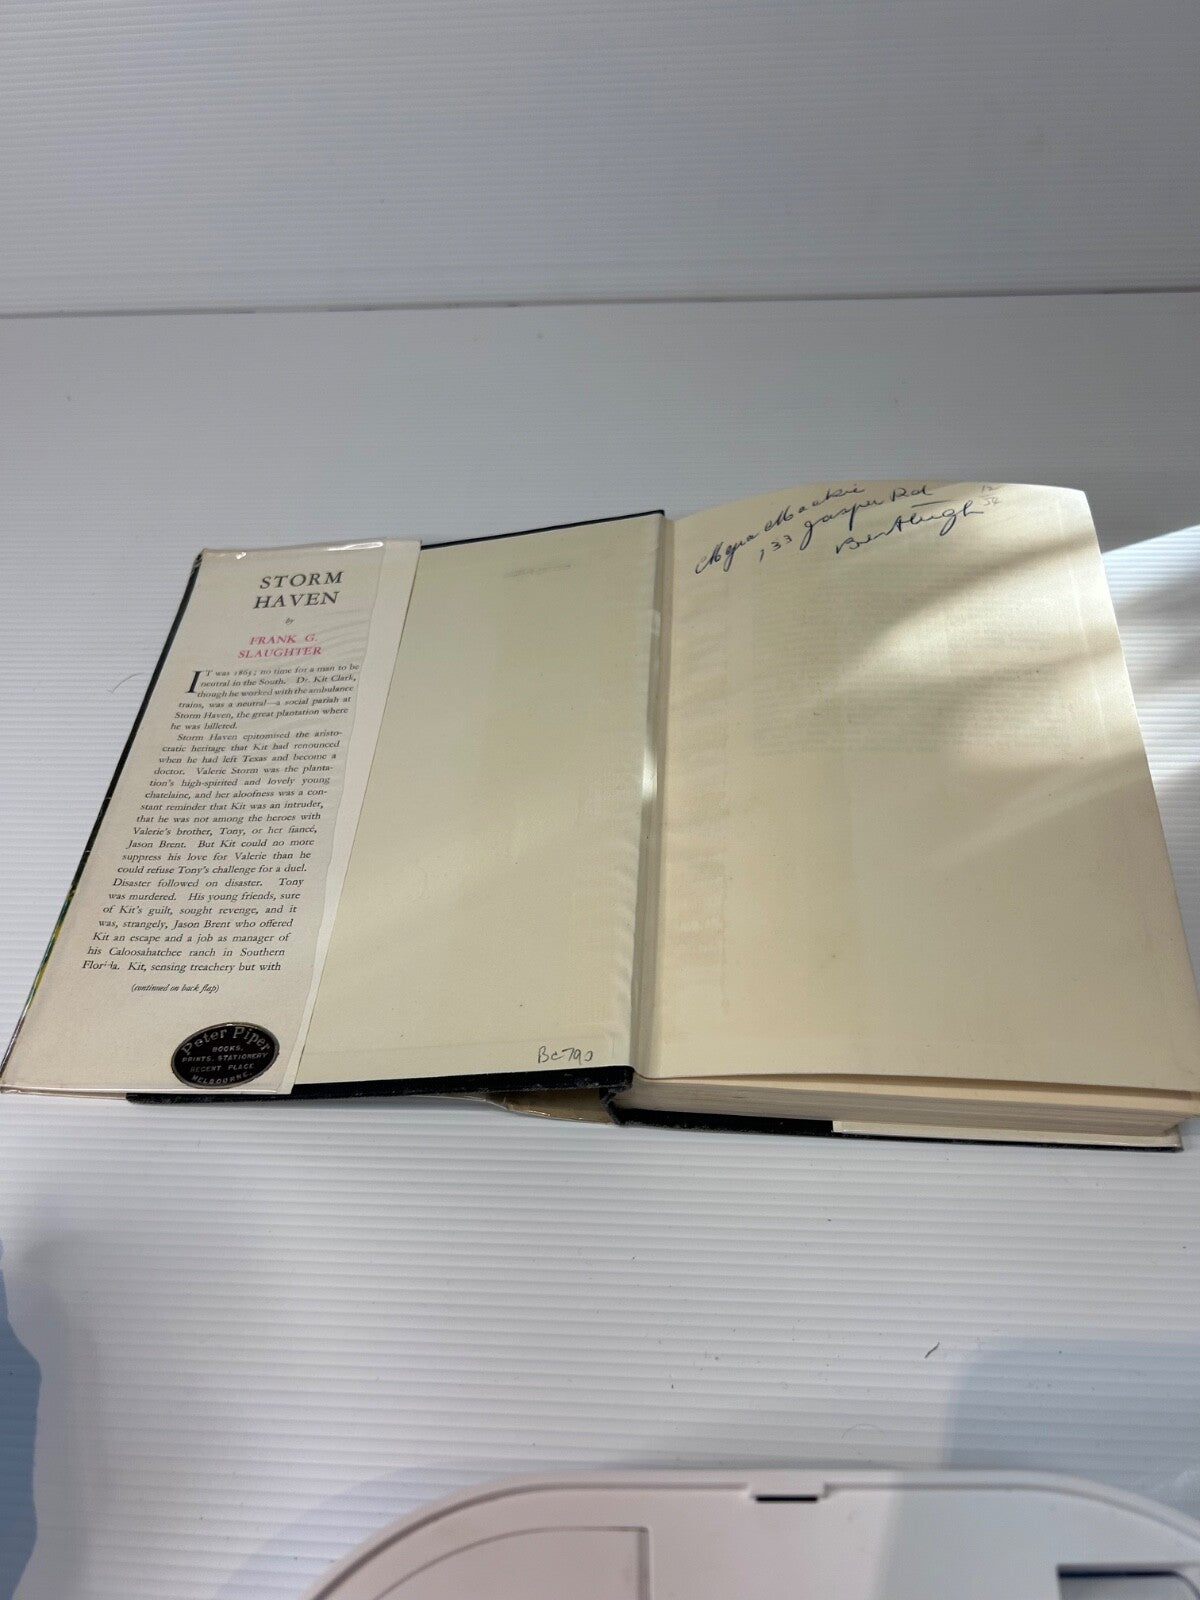 STORM
HAVEN
by
FRANK G.
SLAUGHTER
IT was 1865; no time for a man to be
neutral in the South. Dr. Kit Clark,
though he worked with the ambulance
trains, was a neutral—a social pariah at
Storm Haven, the great plantation where
he was billeted.
Storm Haven epitomised the aristo-
cratic heritage that Kit had renounced
when he had left Texas and become a
doctor. Valerie Storm was the planta-
tion's high-spirited and lovely young
chatelaine, and her aloofness was a con-
stant reminder that Kit was an intruder,
that he was not among the heroes with
Valerie's brother, Tony, or her fiancé,
Jason Brent. But Kit could no more
suppress his love for Valerie than he
could refuse Tony's challenge for a duel.
Disaster followed on disaster. Tony
was murdered. His young friends, sure
of Kit's guilt, sought revenge, and it
was, strangely, Jason Brent who offered
Kit an escape and a job as manager of
his Caloosahatchee ranch in Southern
Florida. Kit, sensing treachery but with
(continued on back flap)
Peter Piper
BOOKS,
PRINTS, STATIONERY
REGENT PLACE
MELBOURNE.
Bc790
Myra Mackie
133 Jasper Rd
Bentleigh